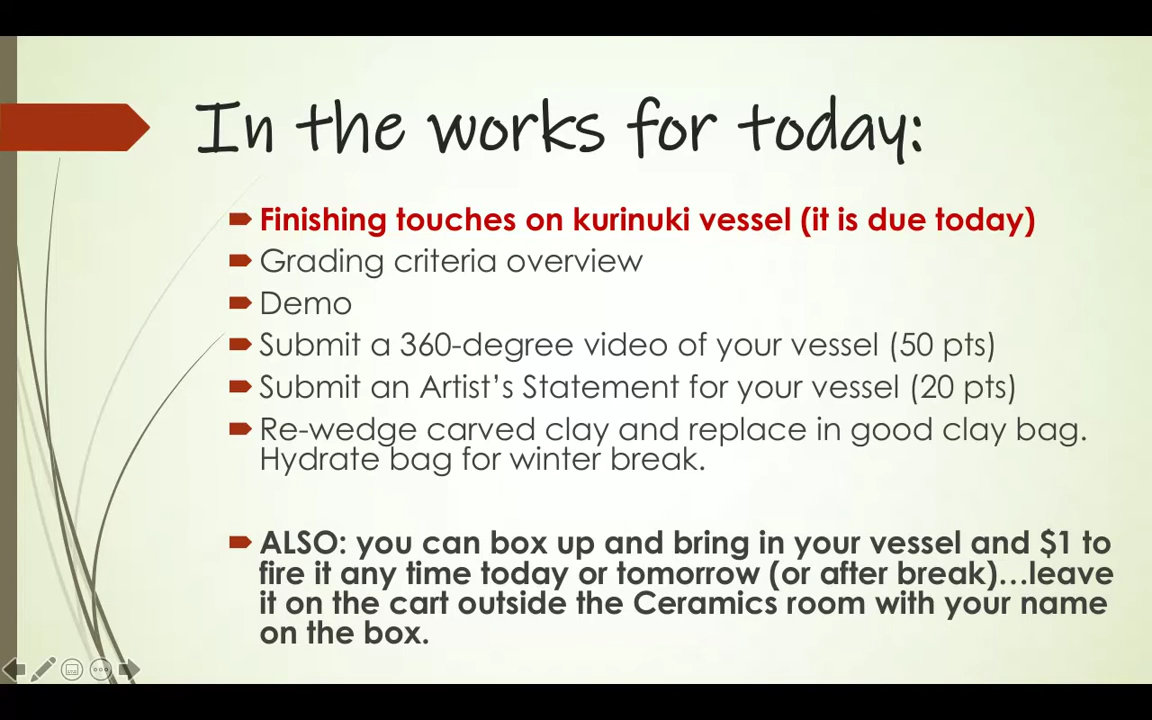 In the works for today:
Finishing touches on kurinuki vessel (it is due today)
Grading criteria overview
Demo
Submit a 360-degree video of your vessel (50 pts)
Submit an Artist’s Statement for your vessel (20 pts)
Re-wedge carved clay and replace in good clay bag.
Hydrate bag for winter break.
ALSO: you can box up and bring in your vessel and $1 to
fire it any time today or tomorrow (or after break)…leave
it on the cart outside the Ceramics room with your name
on the box.